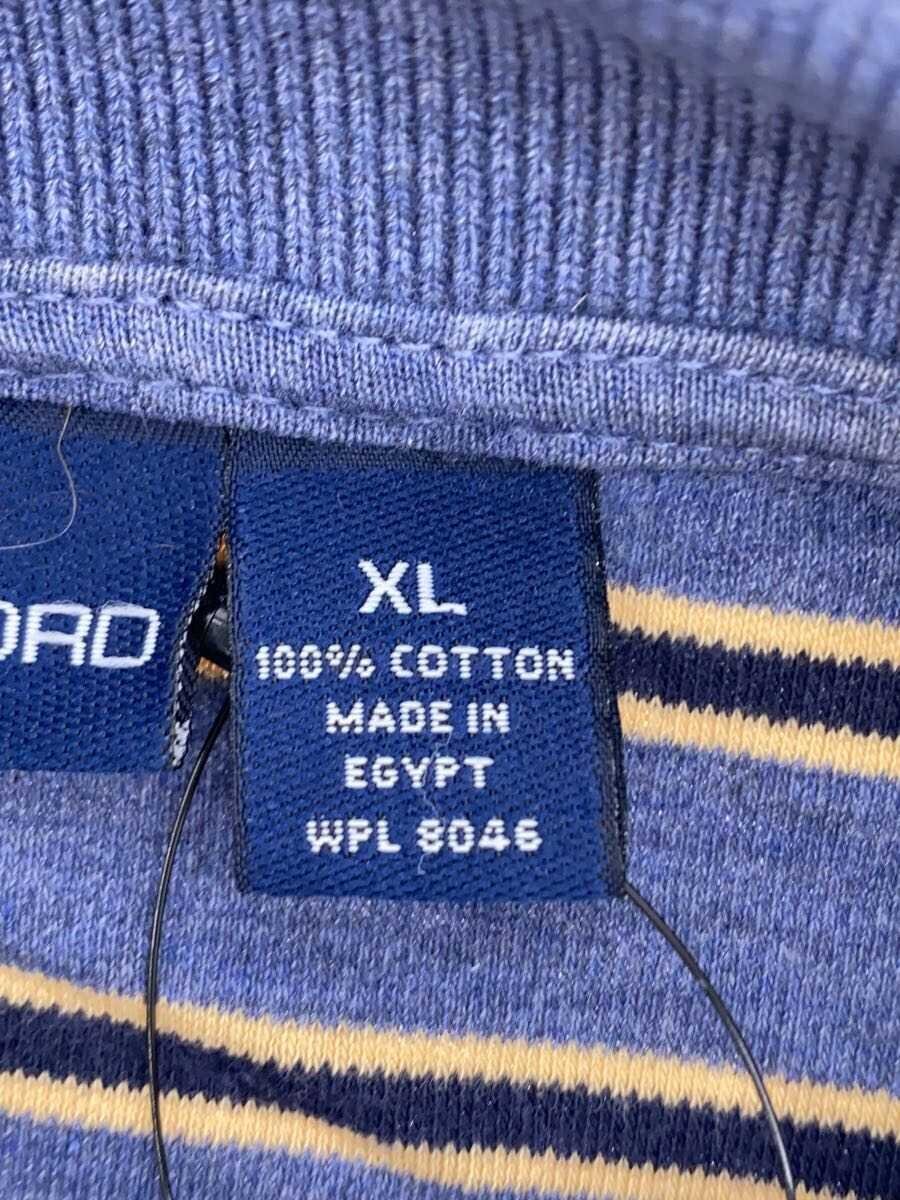 ORD
XL
100% COTTON
MADE IN
EGYPT
WPL 8046